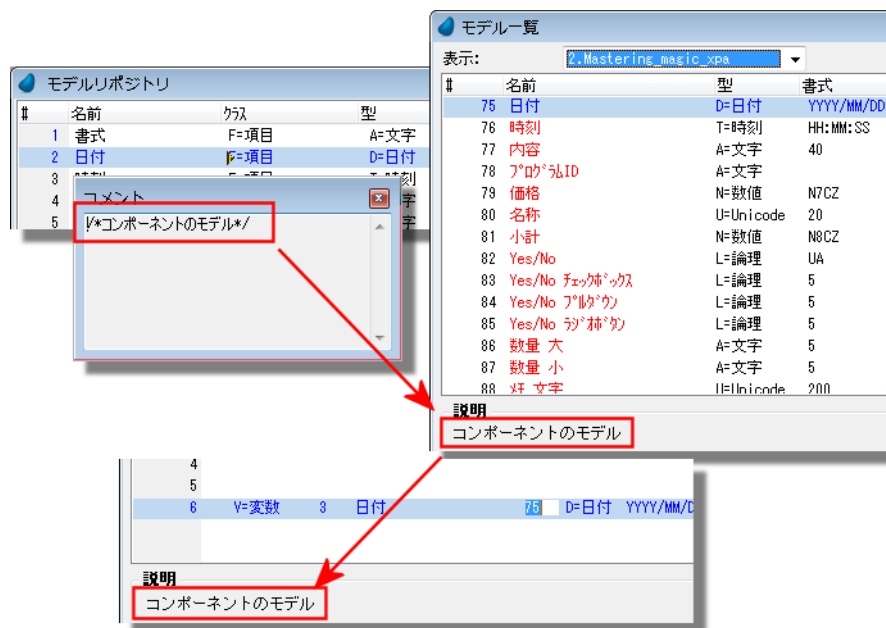 モデルリポジトリ
# 名前 クラス 型
1 書式 F=項目 A=文字
2 日付 F=項目 D=日付
3
4
5
コメント
/*コンポーネントのモデル*/
モデル一覧
表示: 2.Mastering_magic_xpa
# 名前 型 書式
75 日付 D=日付 YYYY/MM/DD
76 時刻 T=時刻 HH:MM:SS
77 内容 A=文字 40
78 プログラムID A=文字
79 価格 N=数値 N7CZ
80 名称 U=Unicode 20
81 小計 N=数値 N8CZ
82 Yes/No L=論理 UA
83 Yes/No チェックボックス L=論理 5
84 Yes/No プルダウン L=論理 5
85 Yes/No ラジオボタン L=論理 5
86 数量 大 A=文字 5
87 数量 小 A=文字 5
88 メモ 文字 U=Unicode 200
説明
コンポーネントのモデル
4
5
6 V=変数 3 日付 75 D=日付 YYYY/MM/D
説明
コンポーネントのモデル